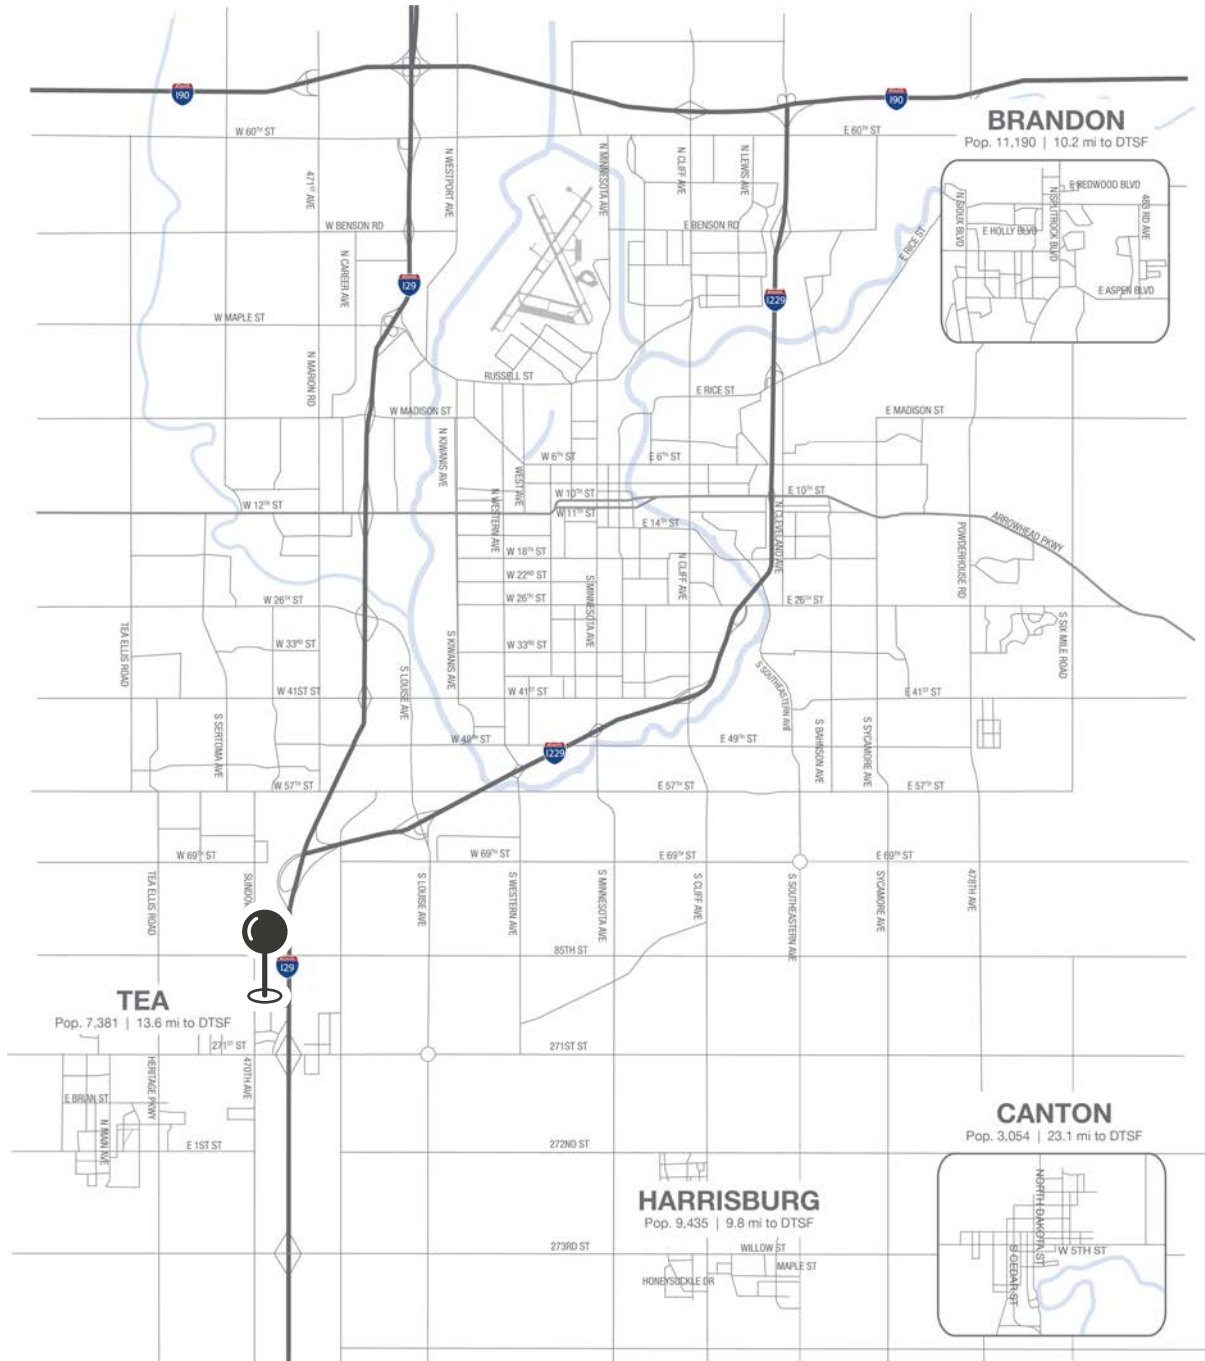 I90
I90
W 60TH ST
E 60TH ST
BRANDON
Pop. 11,190 | 10.2 mi to DTSF
N WESTPORT AVE
N MINNESOTA AVE
N CLIFF AVE
N LEWIS AVE
471ST AVE
E REDWOOD BLVD
N SIOUX BLVD
N SPLITROCK BLVD
483 RD AVE
E HOLLY BLVD
E ASPEN BLVD
W BENSON RD
E BENSON RD
E RICE ST
N CAREER AVE
I29
I229
W MAPLE ST
N MARION RD
RUSSELL ST
E RICE ST
W MADISON ST
E MADISON ST
N KIWANIS AVE
W 6TH ST
E 6TH ST
WEST AVE
N WESTERN AVE
W 10TH ST
E 10TH ST
W 12TH ST
W 11TH ST
E 14TH ST
N CLEVELAND AVE
ARROWHEAD PKWY
POWDERHOUSE RD
W 18TH ST
N CLIFF AVE
W 22ND ST
S MINNESOTA AVE
W 26TH ST
W 26TH ST
E 26TH ST
TEA ELLIS ROAD
S SIX MILE ROAD
W 33RD ST
W 33RD ST
S KIWANIS AVE
S LOUISE AVE
S SOUTHEASTERN AVE
W 41ST ST
W 41ST ST
E 41ST ST
S SERTOMA AVE
S BAHNSON AVE
S SYCAMORE AVE
W 49TH ST
E 49TH ST
I229
W 57TH ST
E 57TH ST
E 57TH ST
W 69TH ST
W 69TH ST
E 69TH ST
E 69TH ST
TEA ELLIS ROAD
S LOUISE AVE
S WESTERN AVE
S MINNESOTA AVE
S CLIFF AVE
S SOUTHEASTERN AVE
SYCAMORE AVE
478TH AVE
85TH ST
I29
TEA
Pop. 7,381 | 13.6 mi to DTSF
271ST ST
271ST ST
HERITAGE PKWY
470TH AVE
E BRIAN ST
N MAIN AVE
E 1ST ST
272ND ST
CANTON
Pop. 3,054 | 23.1 mi to DTSF
NORTH DAKOTA ST
W 5TH ST
S CEDAR ST
HARRISBURG
Pop. 9,435 | 9.8 mi to DTSF
273RD ST
WILLOW ST
MAPLE ST
HONEYSUCKLE DR